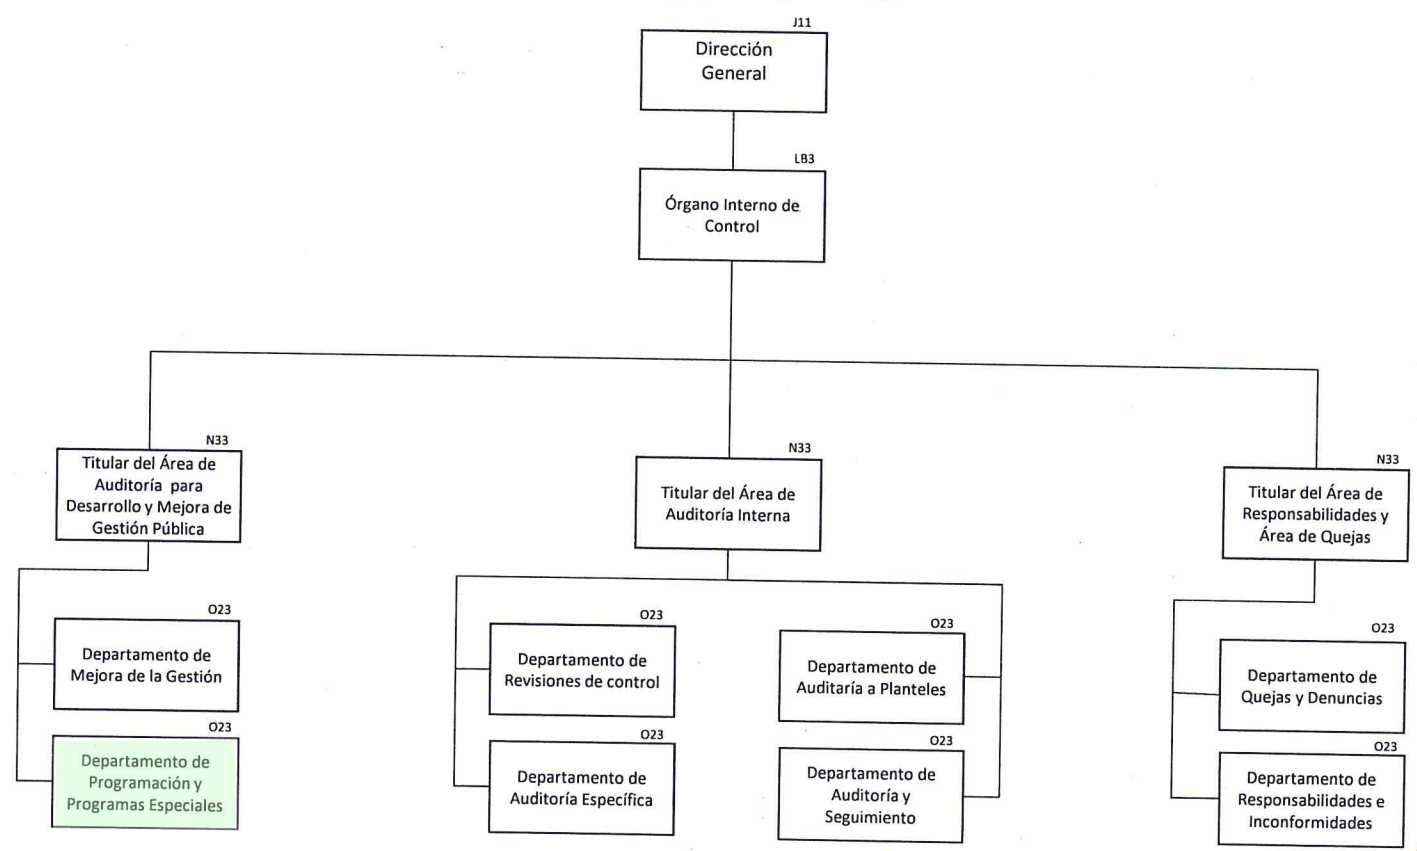 J11
Dirección
General
LB3
Órgano Interno de
Control
N33
Titular del Área de
Auditoría para
Desarrollo y Mejora de
Gestión Pública
N33
Titular del Área de
Auditoría Interna
N33
Titular del Área de
Responsabilidades y
Área de Quejas
O23
Departamento de
Mejora de la Gestión
O23
Departamento de
Programación y
Programas Especiales
O23
Departamento de
Revisiones de control
O23
Departamento de
Auditoría Específica
O23
Departamento de
Auditaría a Planteles
O23
Departamento de
Auditoría y
Seguimiento
O23
Departamento de
Quejas y Denuncias
O23
Departamento de
Responsabilidades e
Inconformidades